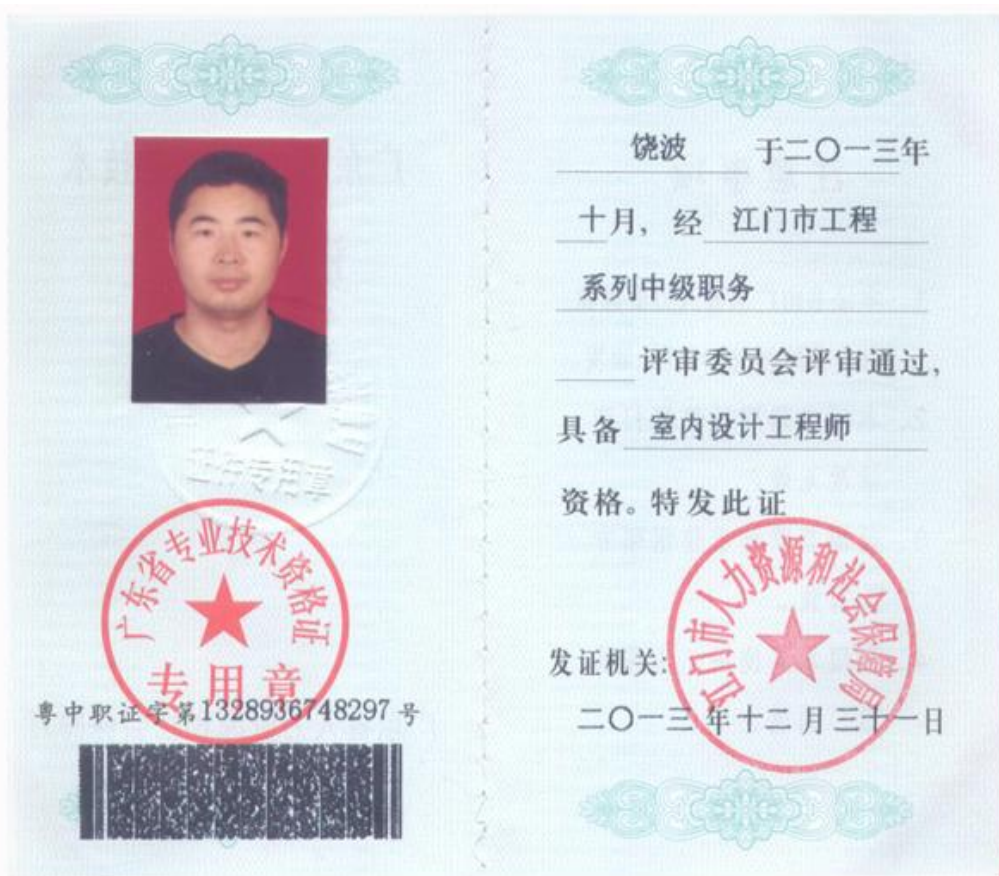 证件专用章
广东省专业技术资格证
专用章
粤中职证字第1328936748297号
饶波 于二〇一三年
十月，经 江门市工程
系列中级职务
评审委员会评审通过，
具备 室内设计工程师
资格。特发此证
江门市人力资源和社会保障局
发证机关:
二〇一三年十二月三十一日